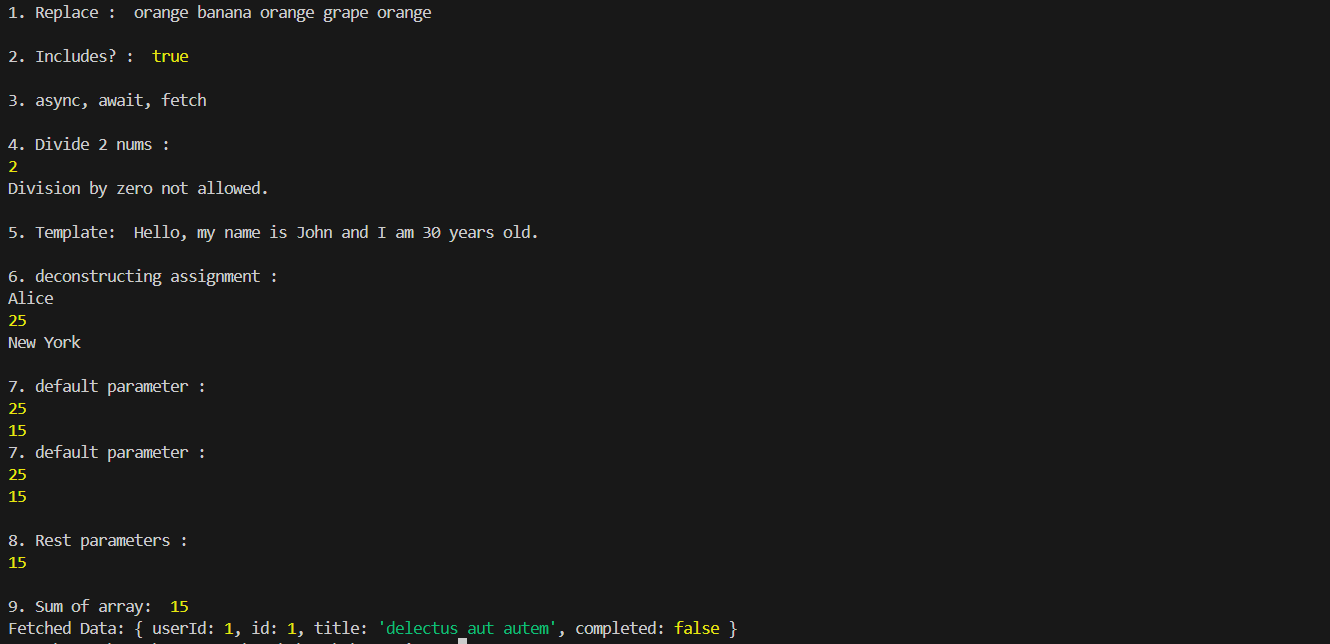 1. Replace :  orange banana orange grape orange
2. Includes? :  true
3. async, await, fetch
4. Divide 2 nums :
2
Division by zero not allowed.
5. Template:  Hello, my name is John and I am 30 years old.
6. deconstructing assignment :
Alice
25
New York
7. default parameter :
25
15
7. default parameter :
25
15
8. Rest parameters :
15
9. Sum of array:  15
Fetched Data: { userId: 1, id: 1, title: 'delectus aut autem', completed: false }